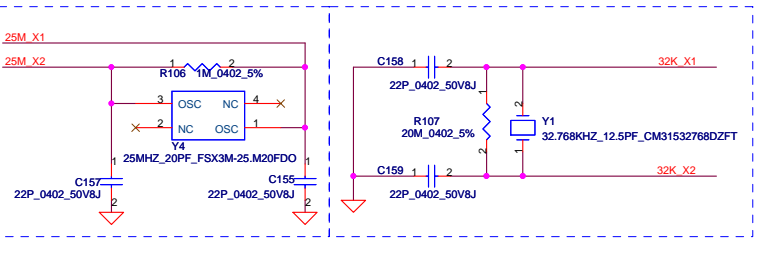 25M_X1
25M_X2
1
2
R106
1M_0402_5%
3
OSC
NC
4
2
NC
OSC
1
Y4
25MHZ_20PF_FSX3M-25.M20FDO
1
C157
22P_0402_50V8J
2
1
C155
22P_0402_50V8J
2
C158
1
2
22P_0402_50V8J
32K_X1
1
R107
20M_0402_5%
2
2
Y1
32.768KHZ_12.5PF_CM31532768DZFT
1
C159
1
2
22P_0402_50V8J
32K_X2